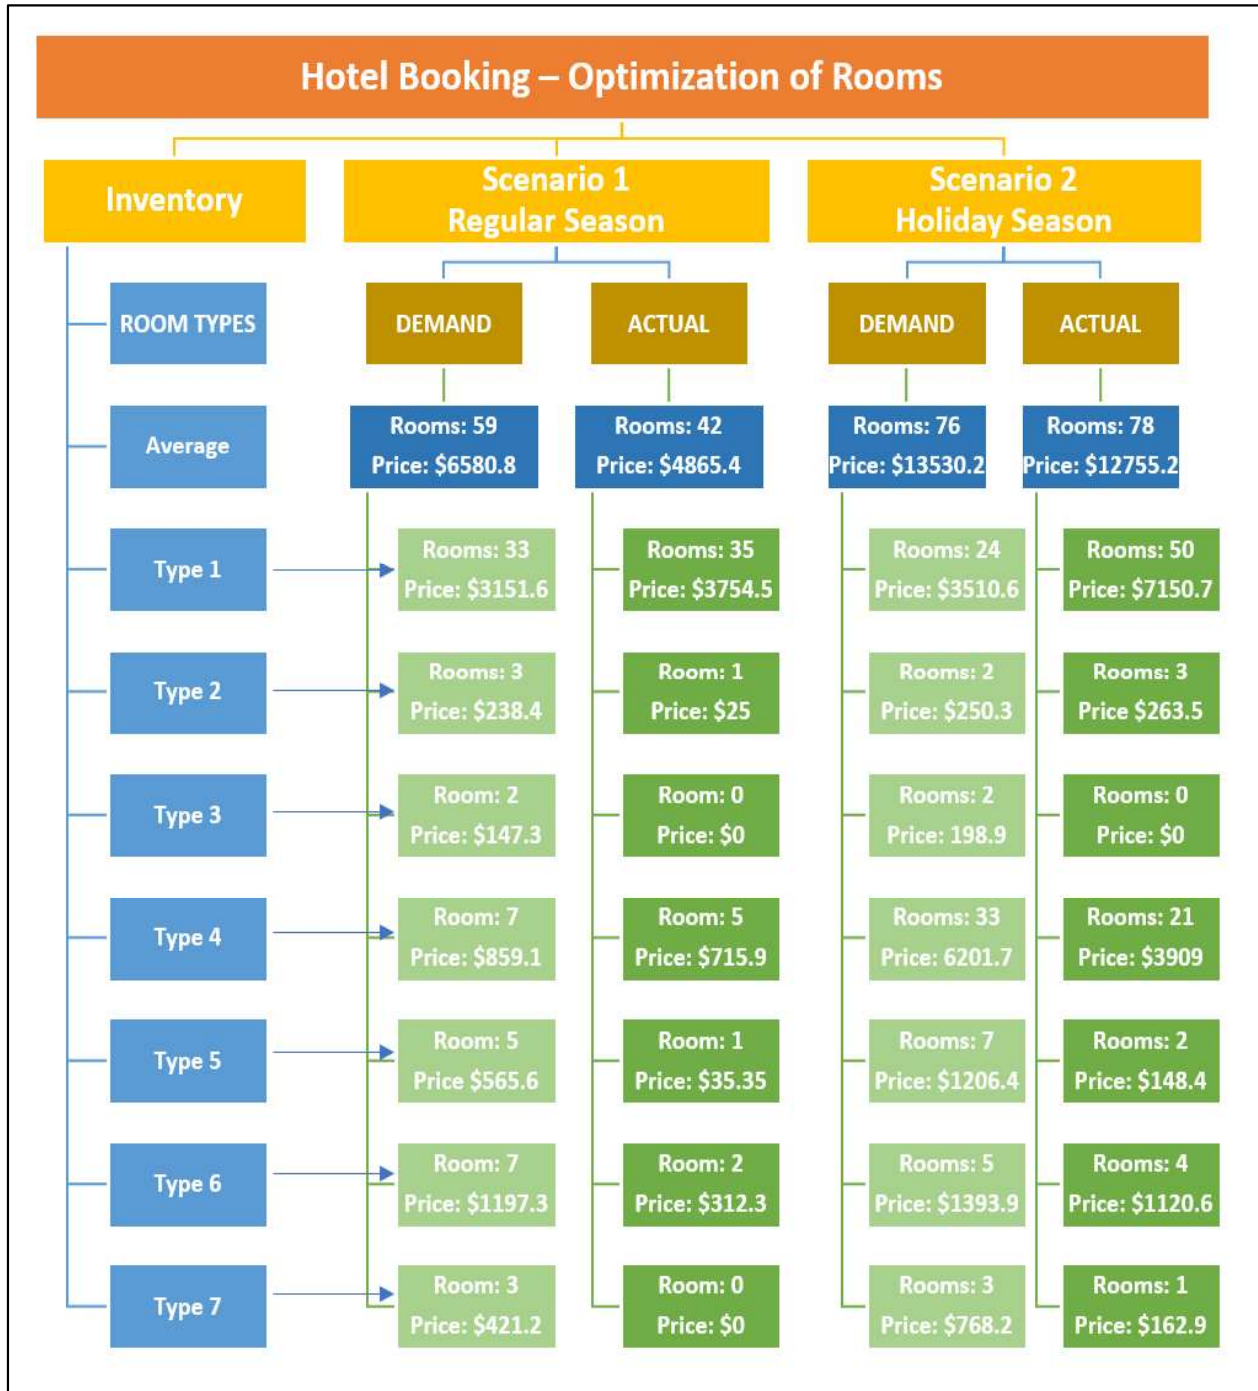 Hotel Booking – Optimization of Rooms
Inventory
Scenario 1
Regular Season
Scenario 2
Holiday Season
ROOM TYPES
DEMAND
ACTUAL
DEMAND
ACTUAL
Average
Rooms: 59
Price: $6580.8
Rooms: 42
Price: $4865.4
Rooms: 76
Price: $13530.2
Rooms: 78
Price: $12755.2
Type 1
Rooms: 33
Price: $3151.6
Rooms: 35
Price: $3754.5
Rooms: 24
Price: $3510.6
Rooms: 50
Price: $7150.7
Type 2
Rooms: 3
Price: $238.4
Room: 1
Price: $25
Rooms: 2
Price: $250.3
Rooms: 3
Price $263.5
Type 3
Room: 2
Price: $147.3
Room: 0
Price: $0
Rooms: 2
Price: 198.9
Rooms: 0
Price: $0
Type 4
Room: 7
Price: $859.1
Room: 5
Price: $715.9
Rooms: 33
Price: 6201.7
Rooms: 21
Price: $3909
Type 5
Room: 5
Price $565.6
Room: 1
Price: $35.35
Rooms: 7
Price: $1206.4
Rooms: 2
Price: $148.4
Type 6
Room: 7
Price: $1197.3
Room: 2
Price: $312.3
Rooms: 5
Price: $1393.9
Rooms: 4
Price: $1120.6
Type 7
Room: 3
Price: $421.2
Room: 0
Price: $0
Rooms: 3
Price: $768.2
Rooms: 1
Price: $162.9